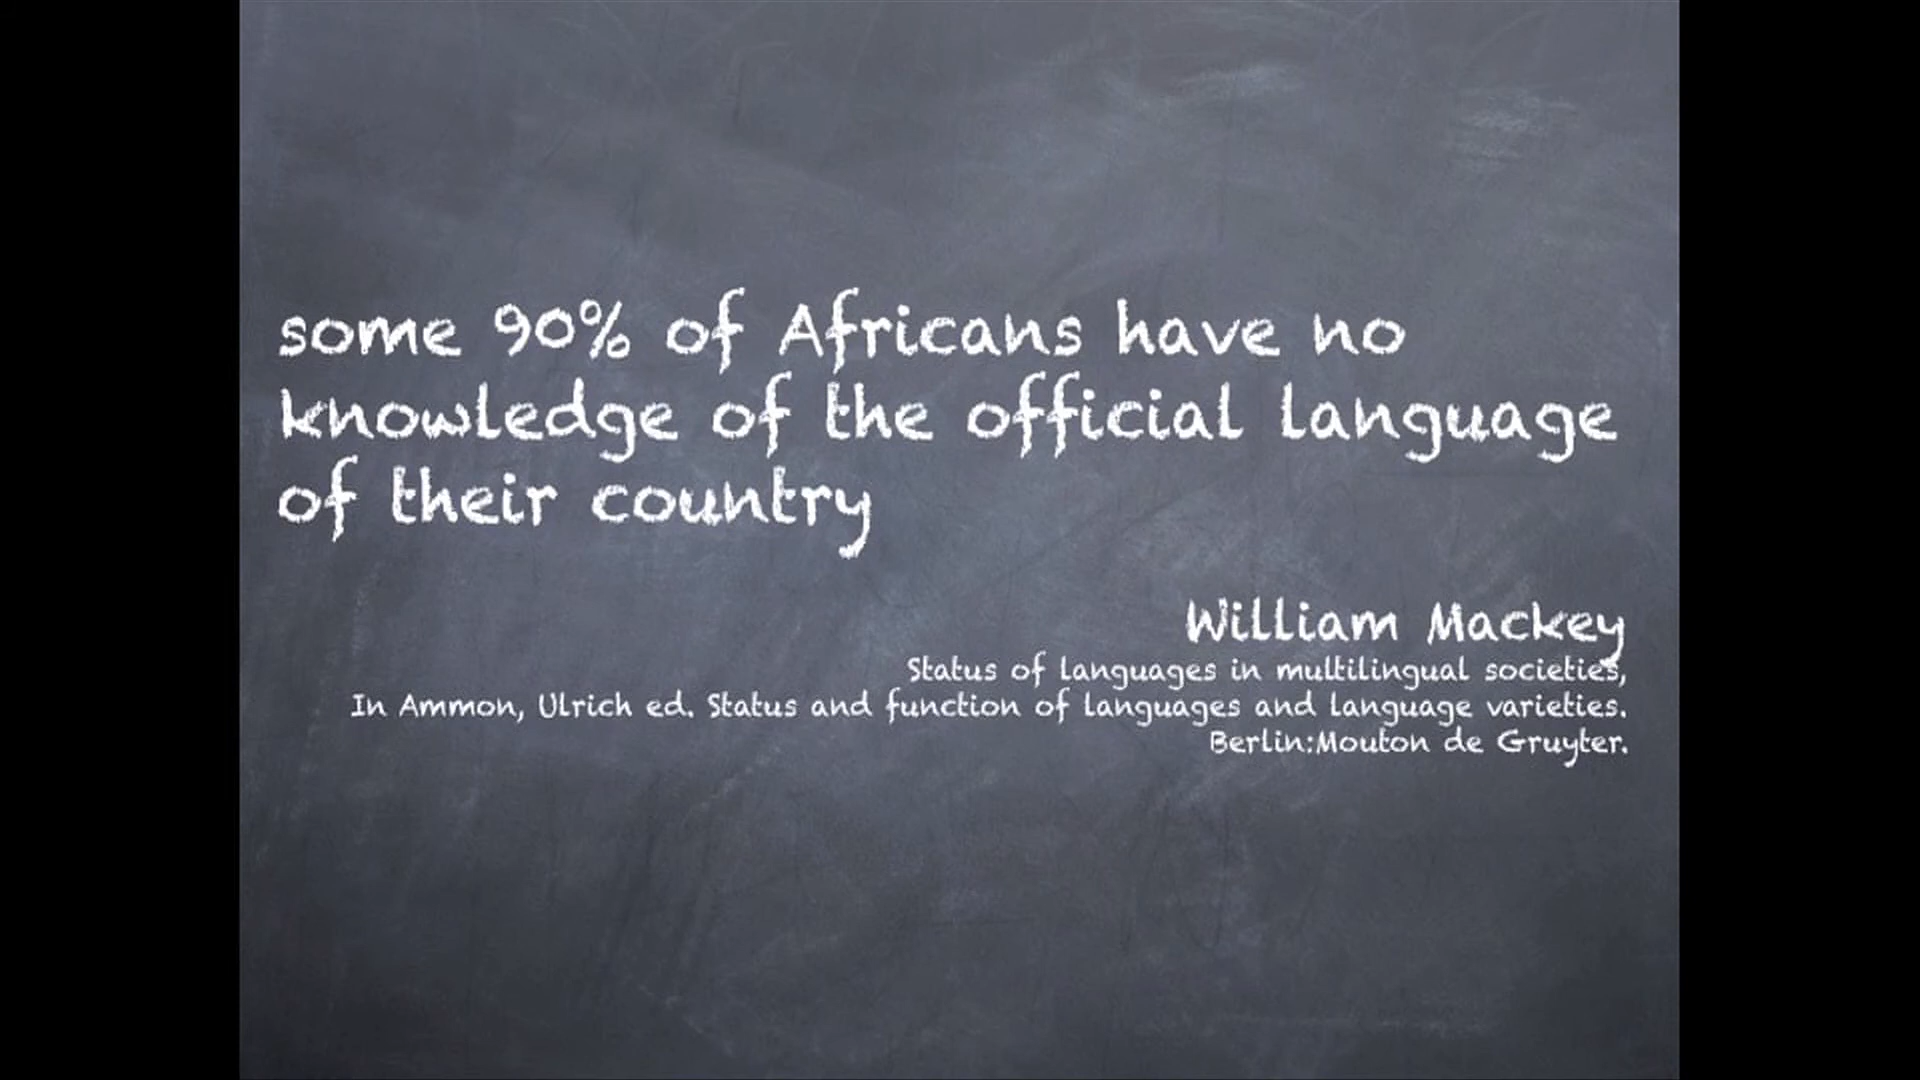 some 90% of Africans have no
knowledge of the official language
of their country
William Mackey
Status of languages in multilingual societies,
In Ammon, Ulrich ed. Status and function of languages and language varieties.
Berlin:Mouton de Gruyter.